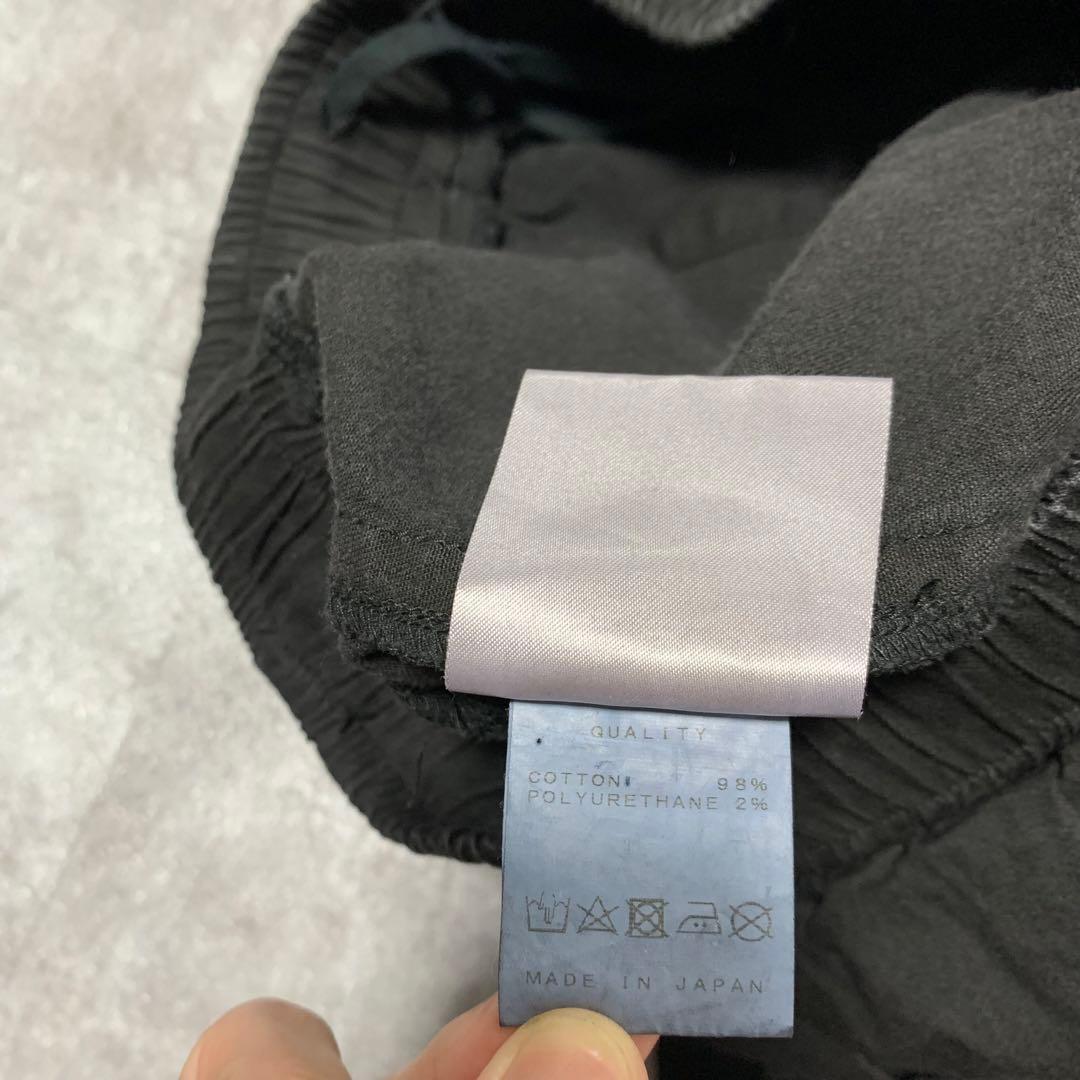 QUALITY
COTTON 98%
POLYURETHANE 2%
MADE IN JAPAN